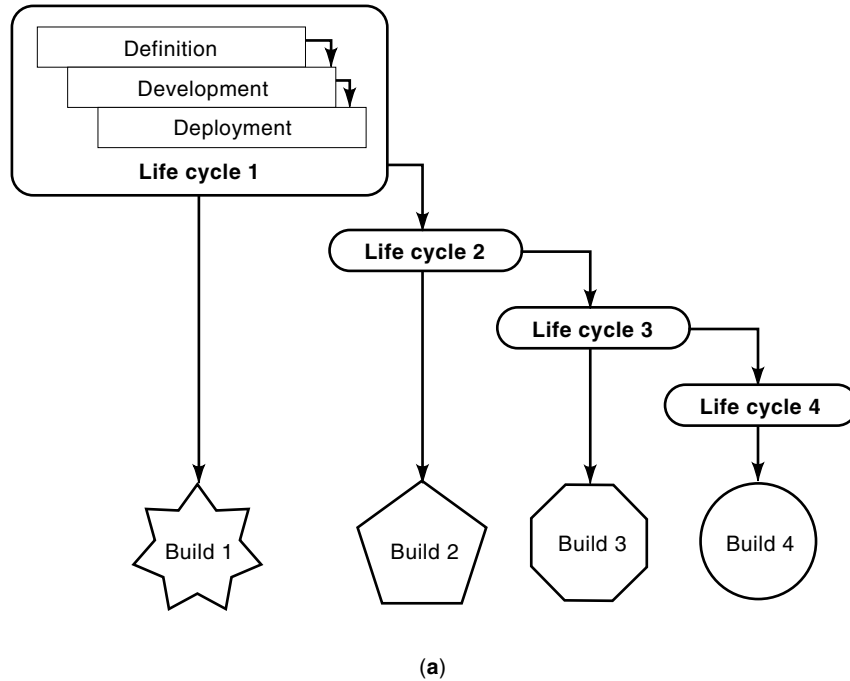 Definition
Development
Deployment
Life cycle 1
Life cycle 2
Life cycle 3
Life cycle 4
Build 1
Build 2
Build 3
Build 4
(a)